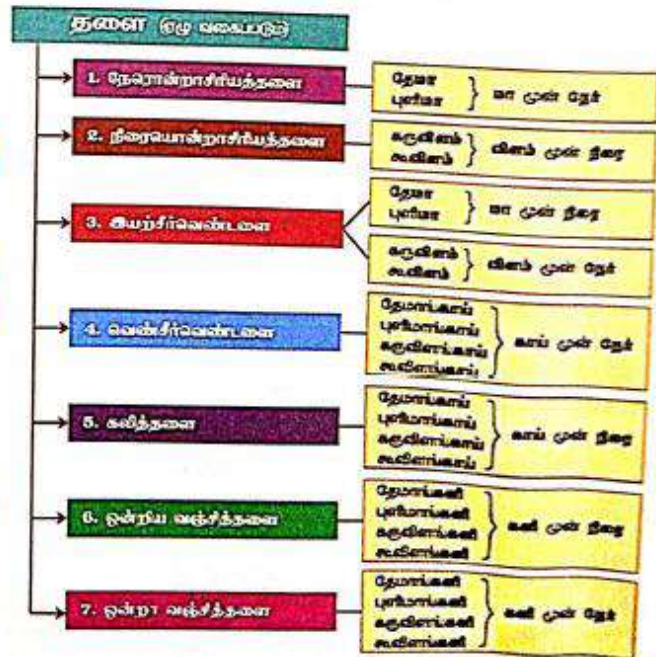 தளை (ஏழு வகைப்படும்)
1. நேரொன்றாசிரியத்தளை
தேமா
புளிமா
மா முன் நேர்
2. நிரையொன்றாசிரியத்தளை
கருவிளம்
கூவிளம்
விளம் முன் நிரை
3. இயற்சீர்வெண்டளை
தேமா
புளிமா
மா முன் நிரை
கருவிளம்
கூவிளம்
விளம் முன் நேர்
4. வெண்சீர்வெண்டளை
தேமாங்காய்
புளிமாங்காய்
கருவிளங்காய்
கூவிளங்காய்
காய் முன் நேர்
5. கலித்தளை
தேமாங்காய்
புளிமாங்காய்
கருவிளங்காய்
கூவிளங்காய்
காய் முன் நிரை
6. ஒன்றிய வஞ்சித்தளை
தேமாங்கனி
புளிமாங்கனி
கருவிளங்கனி
கூவிளங்கனி
கனி முன் நிரை
7. ஒன்றா வஞ்சித்தளை
தேமாங்கனி
புளிமாங்கனி
கருவிளங்கனி
கூவிளங்கனி
கனி முன் நேர்